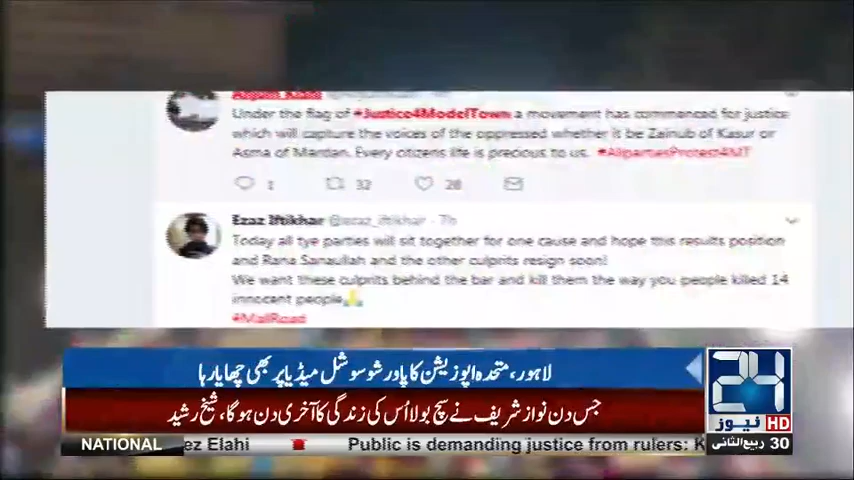 Under the flag of #Justice4ModelTown a movement has commenced for justice
which will capture the voices of the oppressed whether it be Zainub of Kasur or
Asma of Mardan. Every citizens life is precious to us. #AllpartiesProtest4MT
1 32 28
Ezaz Iftikhar @ezaz_iftikhar · 7h
Today all tye parties will sit together for one cause and hope this results position
and Rana Sanaullah and the other culprits resign soon!
We want these culprits behind the bar and kill them the way you people killed 14
innocent people🙏
#MallRoad
لاہور، متحدہ اپوزیشن کا پاور شو سوشل میڈیا پر بھی چھایا رہا
جس دن نواز شریف نے سچ بولا اُس کی زندگی کا آخری دن ہوگا، شیخ رشید
24
نیوز HD
30 ربیع الثانی
NATIONAL ez Elahi Public is demanding justice from rulers: